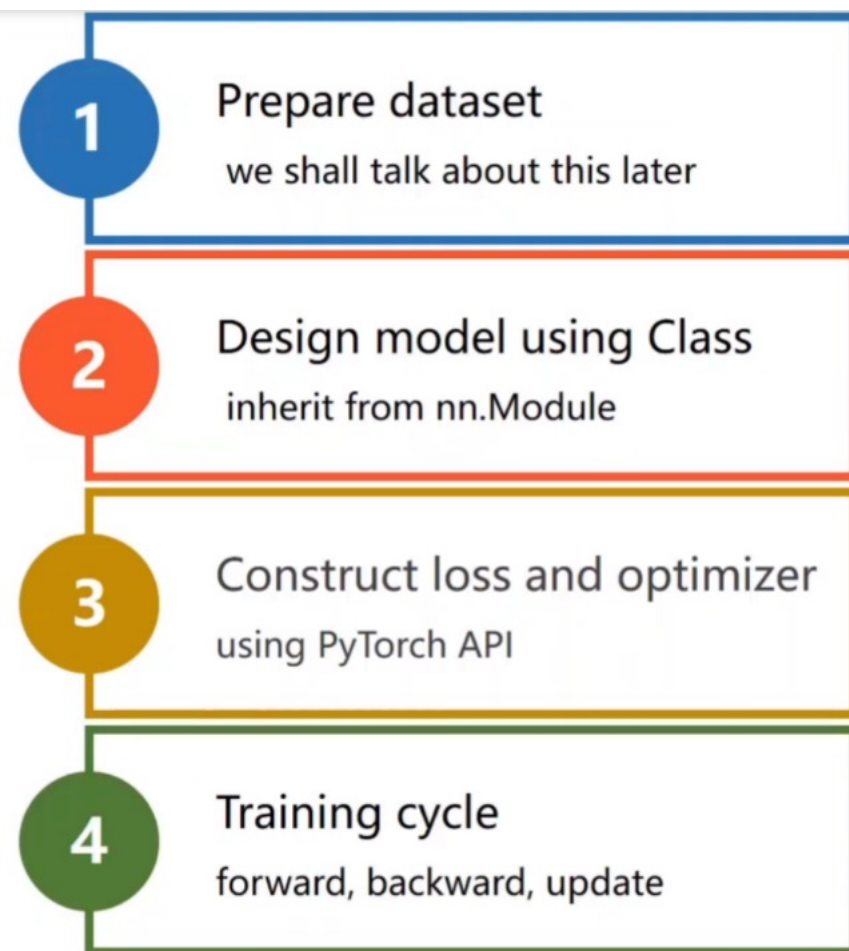 1
Prepare dataset
we shall talk about this later
2
Design model using Class
inherit from nn.Module
3
Construct loss and optimizer
using PyTorch API
4
Training cycle
forward, backward, update